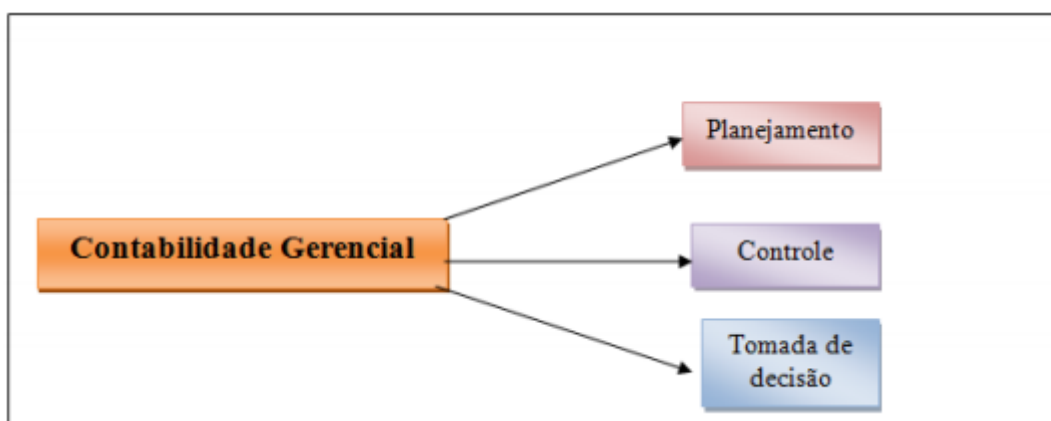 Planejamento
Contabilidade Gerencial
Controle
Tomada de
decisão